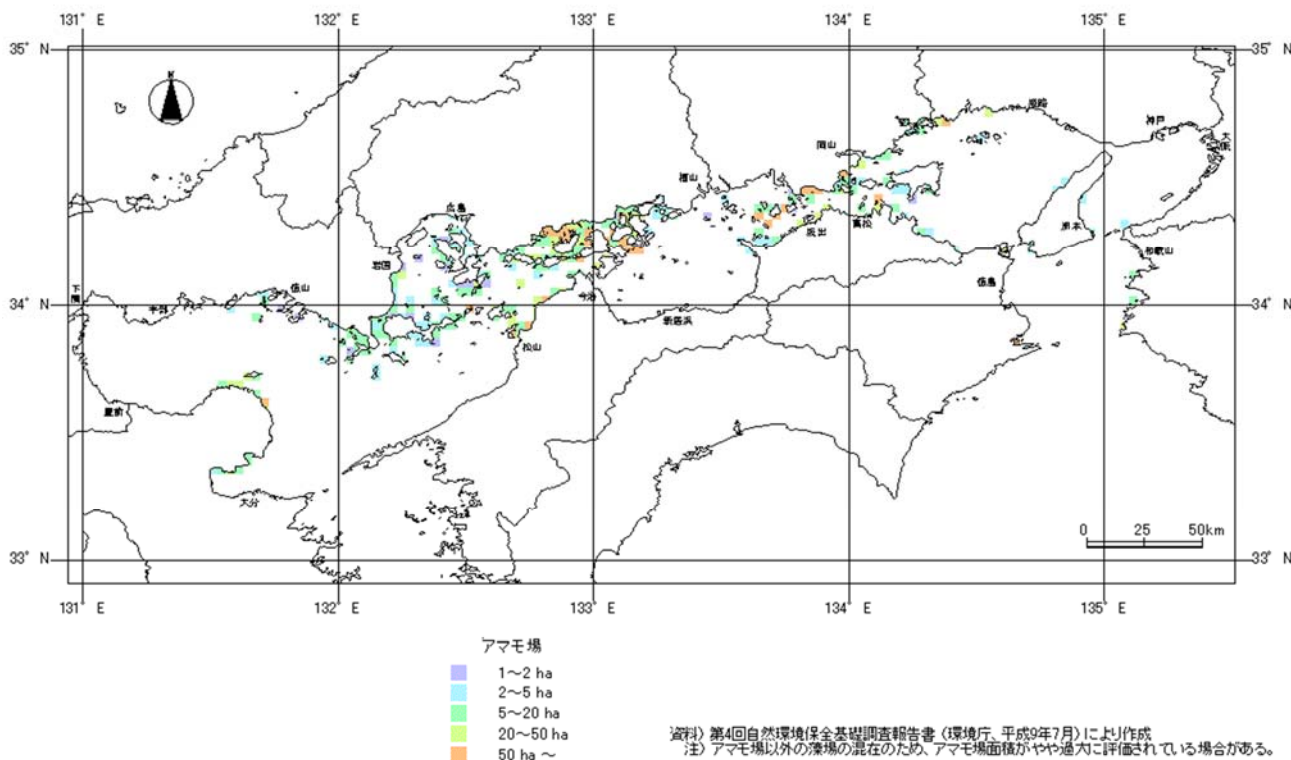 131° E
132° E
133° E
134° E
135° E
35° N
35° N
姫路
神戸
大阪
岡山
福山
広島
坂出
高松
洲本
和歌山
岩国
徳島
下関
宇部
徳山
今治
34° N
34° N
新居浜
松山
豊前
大分
0 25 50km
33° N
33° N
131° E
132° E
133° E
134° E
135° E
アマモ場
1～2 ha
2～5 ha
5～20 ha
20～50 ha
50 ha ～
資料) 第4回自然環境保全基礎調査報告書 (環境庁、平成9年7月) により作成
注) アマモ場以外の藻場の混在のため、アマモ場面積がやや過大に評価されている場合がある。